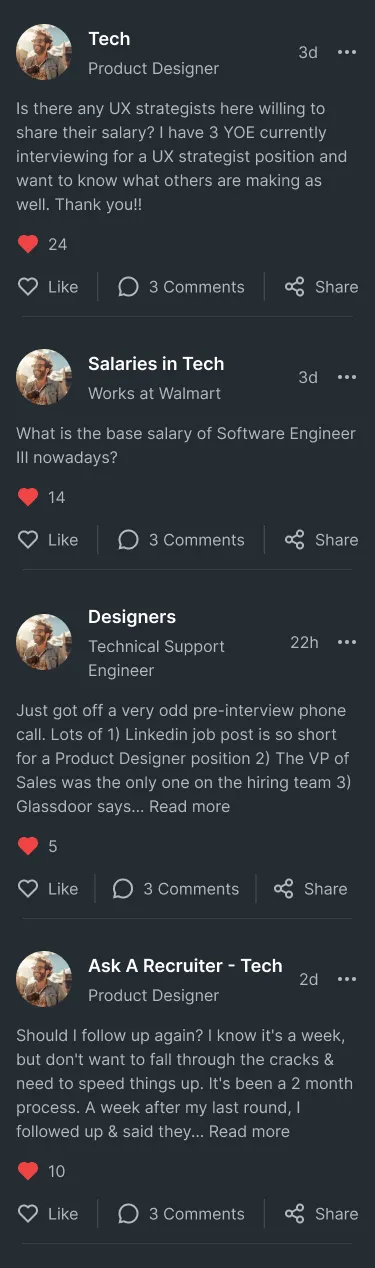 Tech
Product Designer
3d
Is there any UX strategists here willing to
share their salary? I have 3 YOE currently
interviewing for a UX strategist position and
want to know what others are making as
well. Thank you!!
24
Like
3 Comments
Share
Salaries in Tech
Works at Walmart
3d
What is the base salary of Software Engineer
III nowadays?
14
Like
3 Comments
Share
Designers
Technical Support
Engineer
22h
Just got off a very odd pre-interview phone
call. Lots of 1) Linkedin job post is so short
for a Product Designer position 2) The VP of
Sales was the only one on the hiring team 3)
Glassdoor says... Read more
5
Like
3 Comments
Share
Ask A Recruiter - Tech
Product Designer
2d
Should I follow up again? I know it's a week,
but don't want to fall through the cracks &
need to speed things up. It's been a 2 month
process. A week after my last round, I
followed up & said they... Read more
10
Like
3 Comments
Share